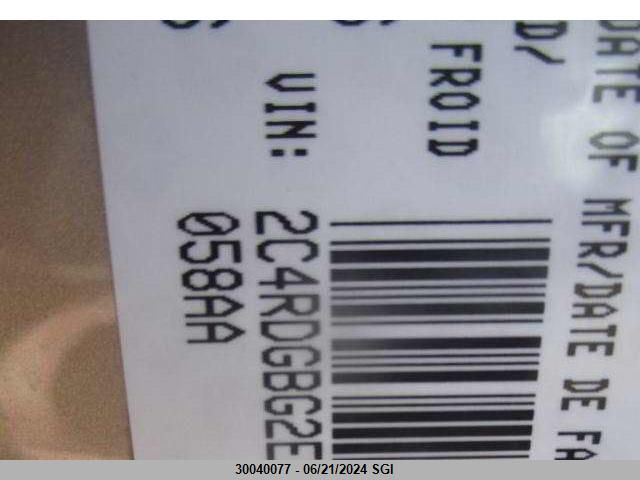 DATE OF MFR/DATE DE FA
D/
FROID
VIN: 2C4RDGBG2E
058AA
30040077 - 06/21/2024 SGI